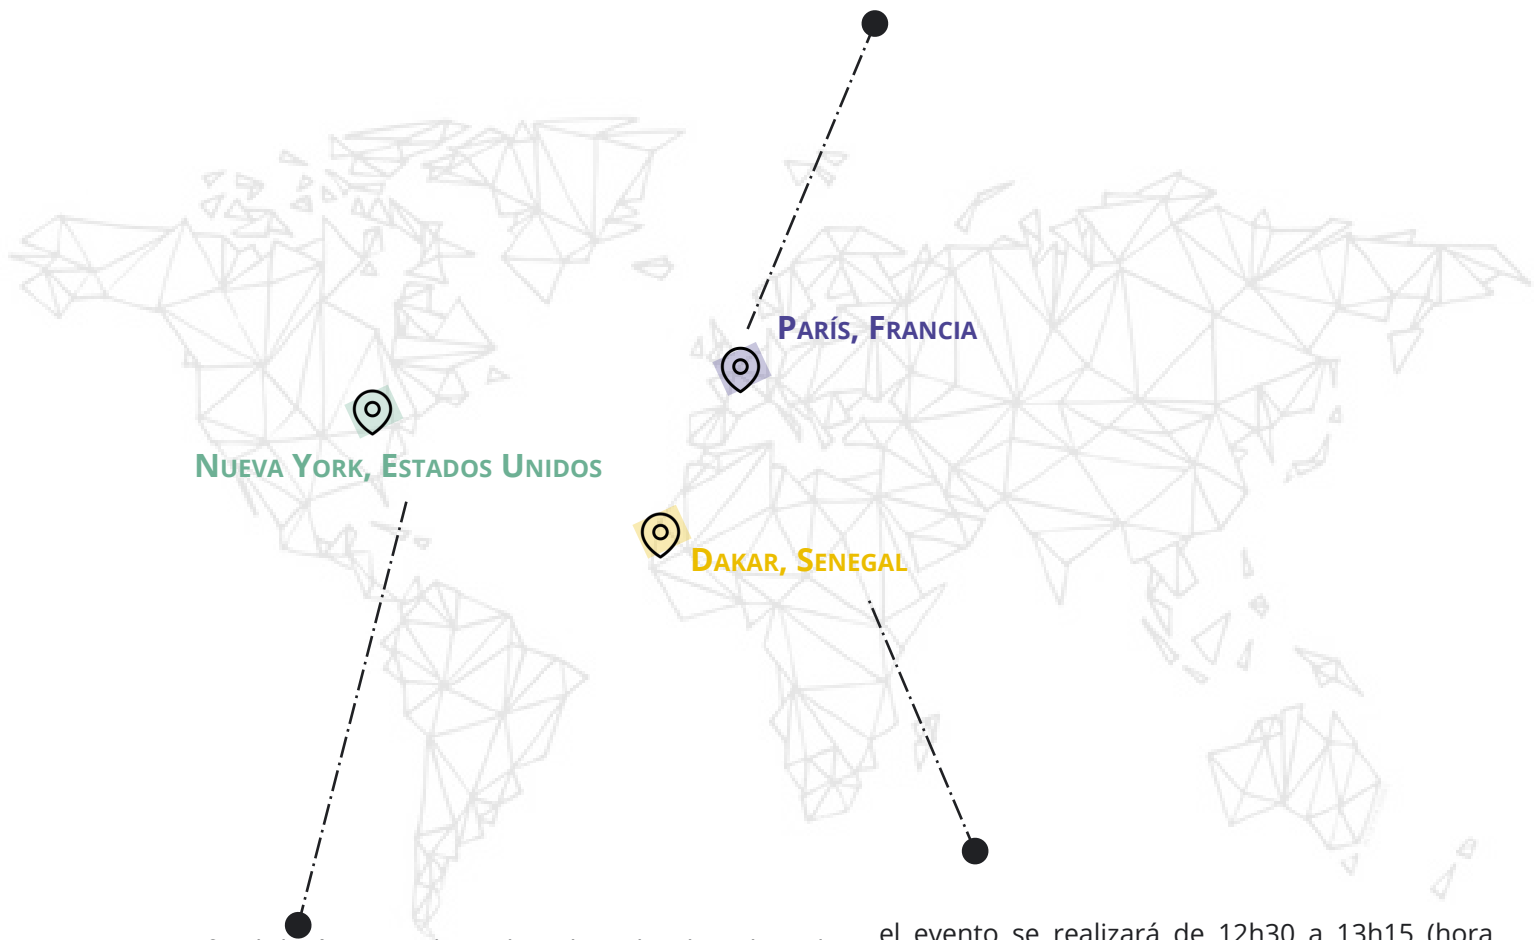 París, Francia
Nueva York, Estados Unidos
Dakar, Senegal
el evento se realizará de 12h30 a 13h15 (hora